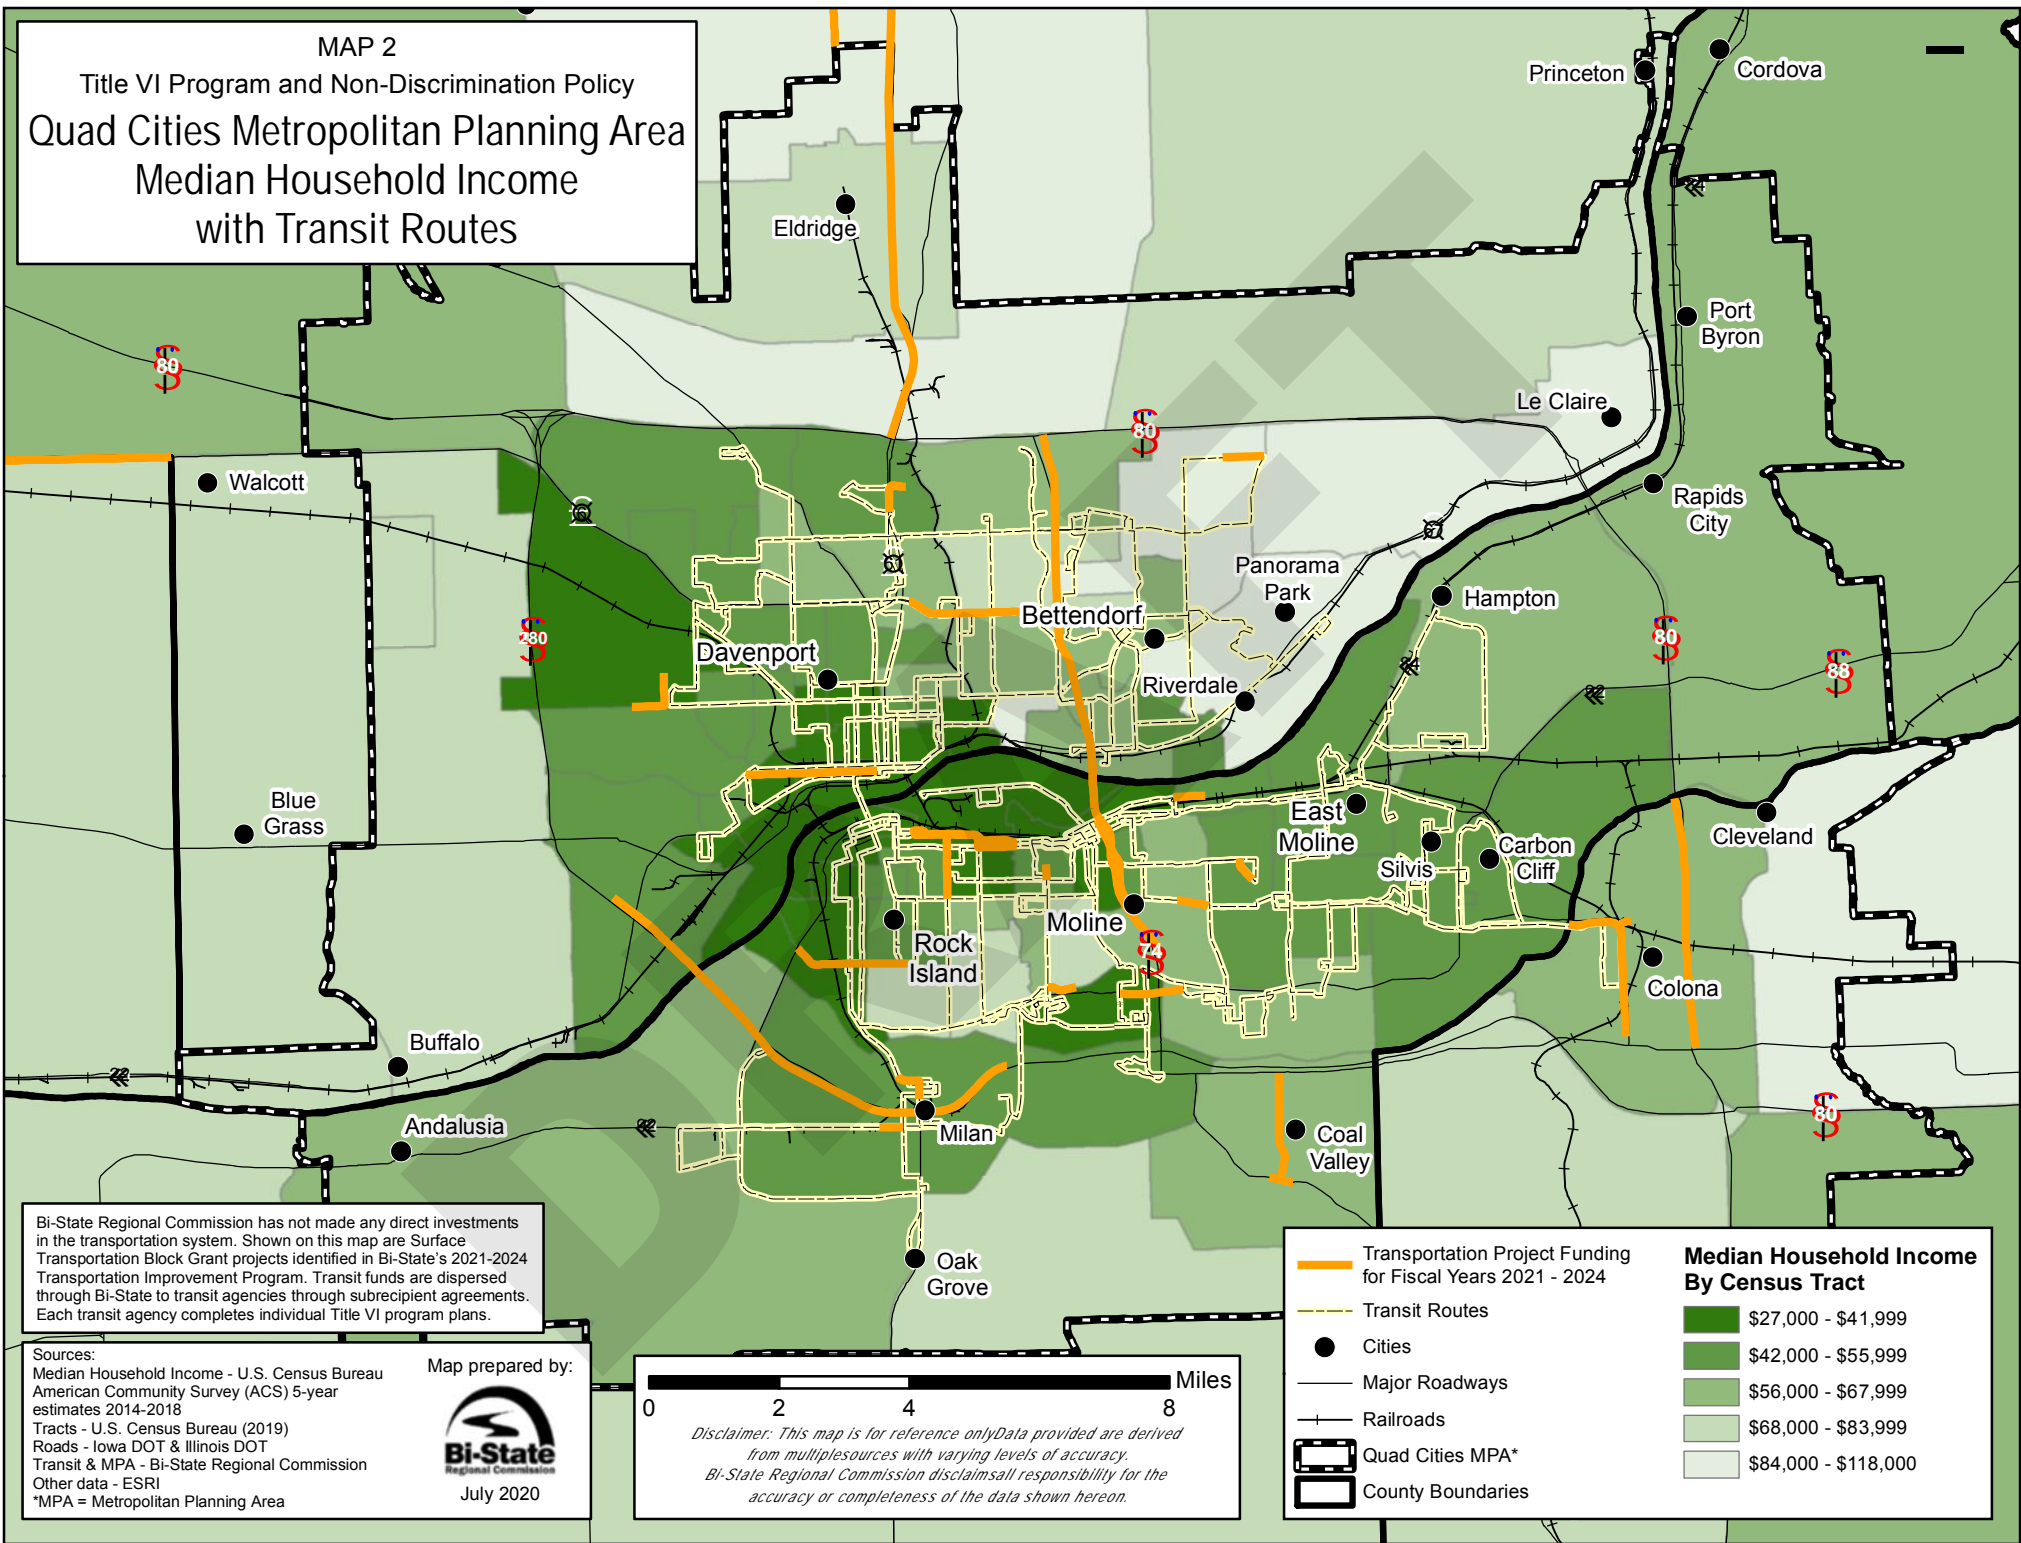 MAP 2
Title VI Program and Non-Discrimination Policy
Quad Cities Metropolitan Planning Area
Median Household Income
with Transit Routes
Princeton
Cordova
Eldridge
Port
Byron
80
Le Claire
80
Walcott
Rapids
City
61
67
61
Panorama
Park
Hampton
Bettendorf
280
80
Davenport
84
88
Riverdale
92
Blue
Grass
East
Moline
Cleveland
Silvis
Carbon
Cliff
Moline
Rock
Island
74
Colona
Buffalo
22
80
Andalusia
92
Milan
Coal
Valley
Oak
Grove
DRAFT
Bi-State Regional Commission has not made any direct investments
in the transportation system. Shown on this map are Surface
Transportation Block Grant projects identified in Bi-State's 2021-2024
Transportation Improvement Program. Transit funds are dispersed
through Bi-State to transit agencies through subrecipient agreements.
Each transit agency completes individual Title VI program plans.
Sources:
Median Household Income - U.S. Census Bureau
American Community Survey (ACS) 5-year
estimates 2014-2018
Tracts - U.S. Census Bureau (2019)
Roads - Iowa DOT & Illinois DOT
Transit & MPA - Bi-State Regional Commission
Other data - ESRI
*MPA = Metropolitan Planning Area
Map prepared by:
Bi-State
Regional Commission
July 2020
Miles
0 2 4 8
Disclaimer: This map is for reference onlyData provided are derived
from multiplesources with varying levels of accuracy.
Bi-State Regional Commission disclaimsall responsibility for the
accuracy or completeness of the data shown hereon.
Transportation Project Funding
for Fiscal Years 2021 - 2024
Transit Routes
Cities
Major Roadways
Railroads
Quad Cities MPA*
County Boundaries
Median Household Income
By Census Tract
$27,000 - $41,999
$42,000 - $55,999
$56,000 - $67,999
$68,000 - $83,999
$84,000 - $118,000